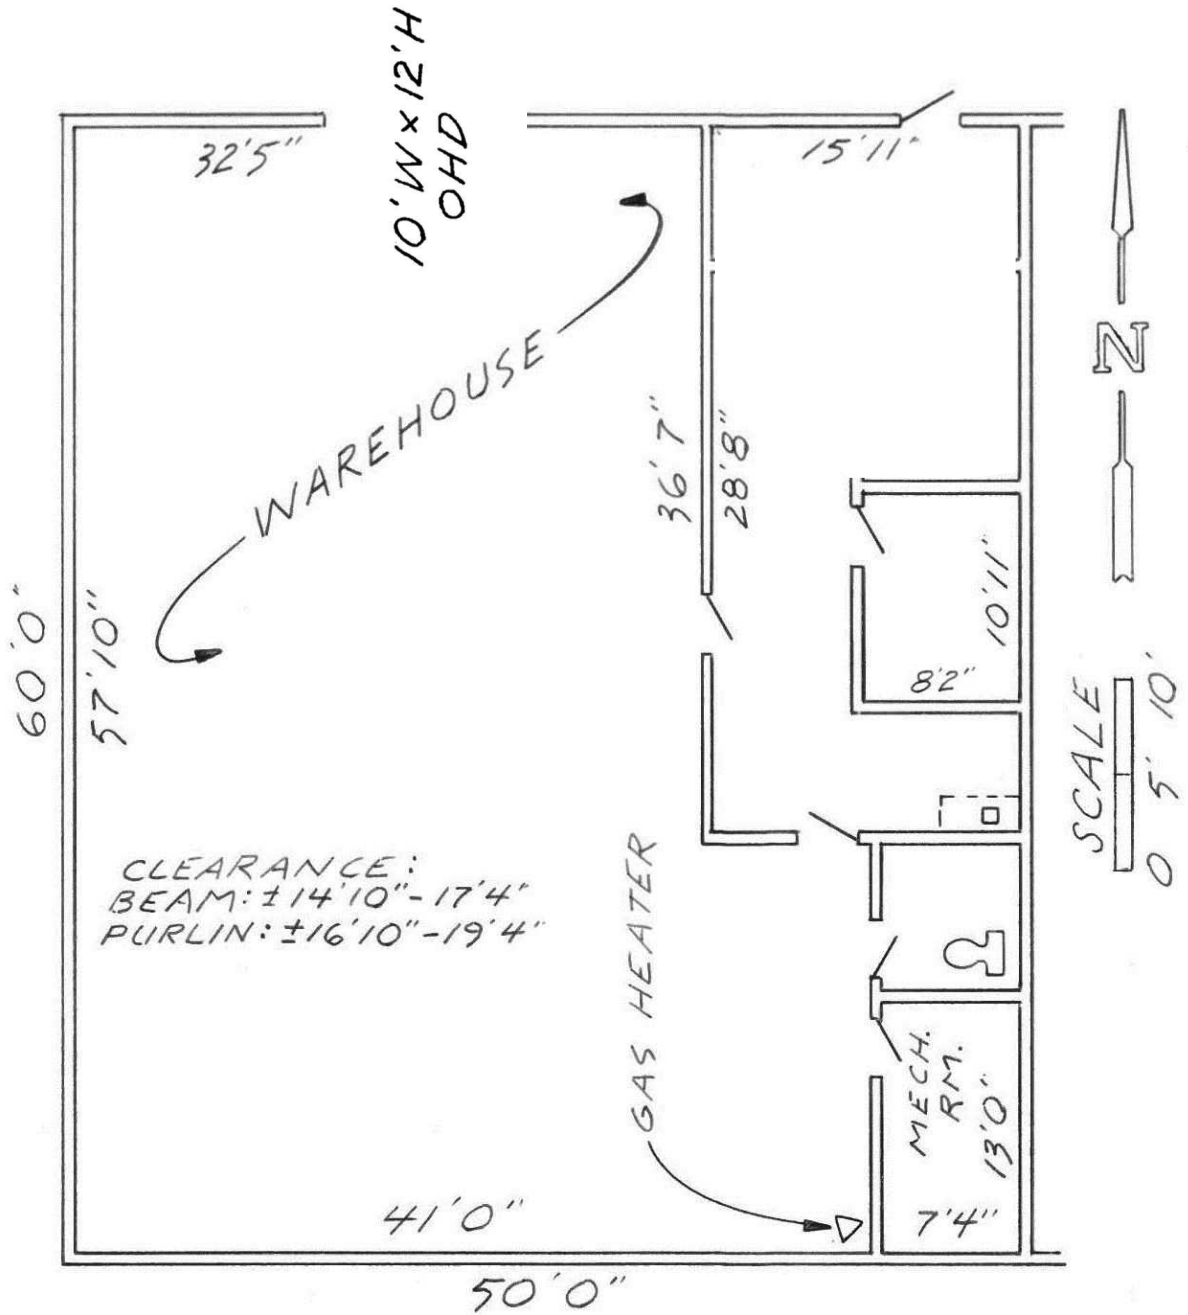 10'W x 12'H
OHD
32'5"
15'11"
WAREHOUSE
N
36'7"
28'8"
10'11"
8'2"
60'0"
57'10"
SCALE
0 5' 10'
CLEARANCE:
BEAM: ±14'10"-17'4"
PURLIN: ±16'10"-19'4"
GAS HEATER
MECH.
RM.
13'0"
7'4"
41'0"
50'0"